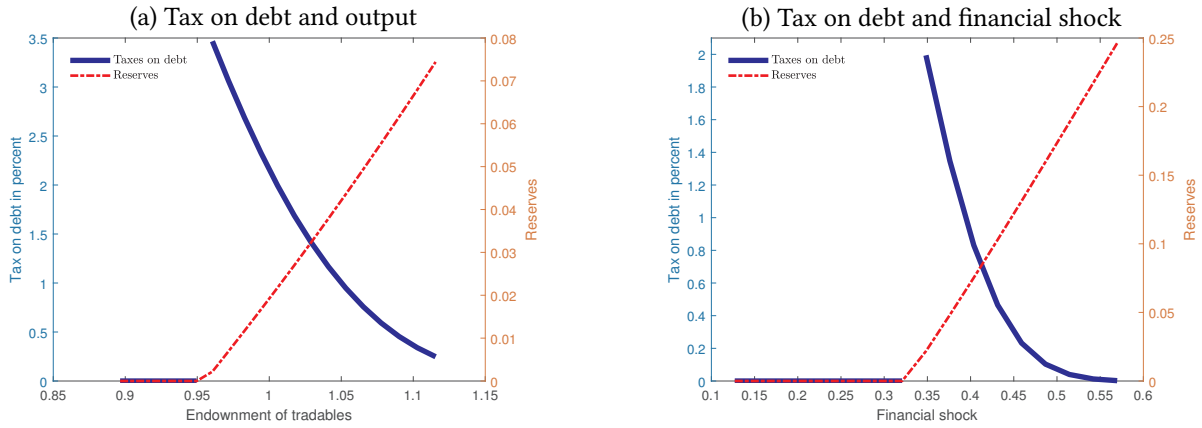 (a) Tax on debt and output
3.5
3
2.5
2
1.5
1
0.5
0
Tax on debt in percent
Taxes on debt
Reserves
0.08
0.07
0.06
0.05
0.04
0.03
0.02
0.01
0
Reserves
0.85 0.9 0.95 1 1.05 1.1 1.15
Endownment of tradables
(b) Tax on debt and financial shock
2
1.8
1.6
1.4
1.2
1
0.8
0.6
0.4
0.2
0
Tax on debt in percent
Taxes on debt
Reserves
0.25
0.2
0.15
0.1
0.05
0
Reserves
0.1 0.15 0.2 0.25 0.3 0.35 0.4 0.45 0.5 0.55 0.6
Financial shock